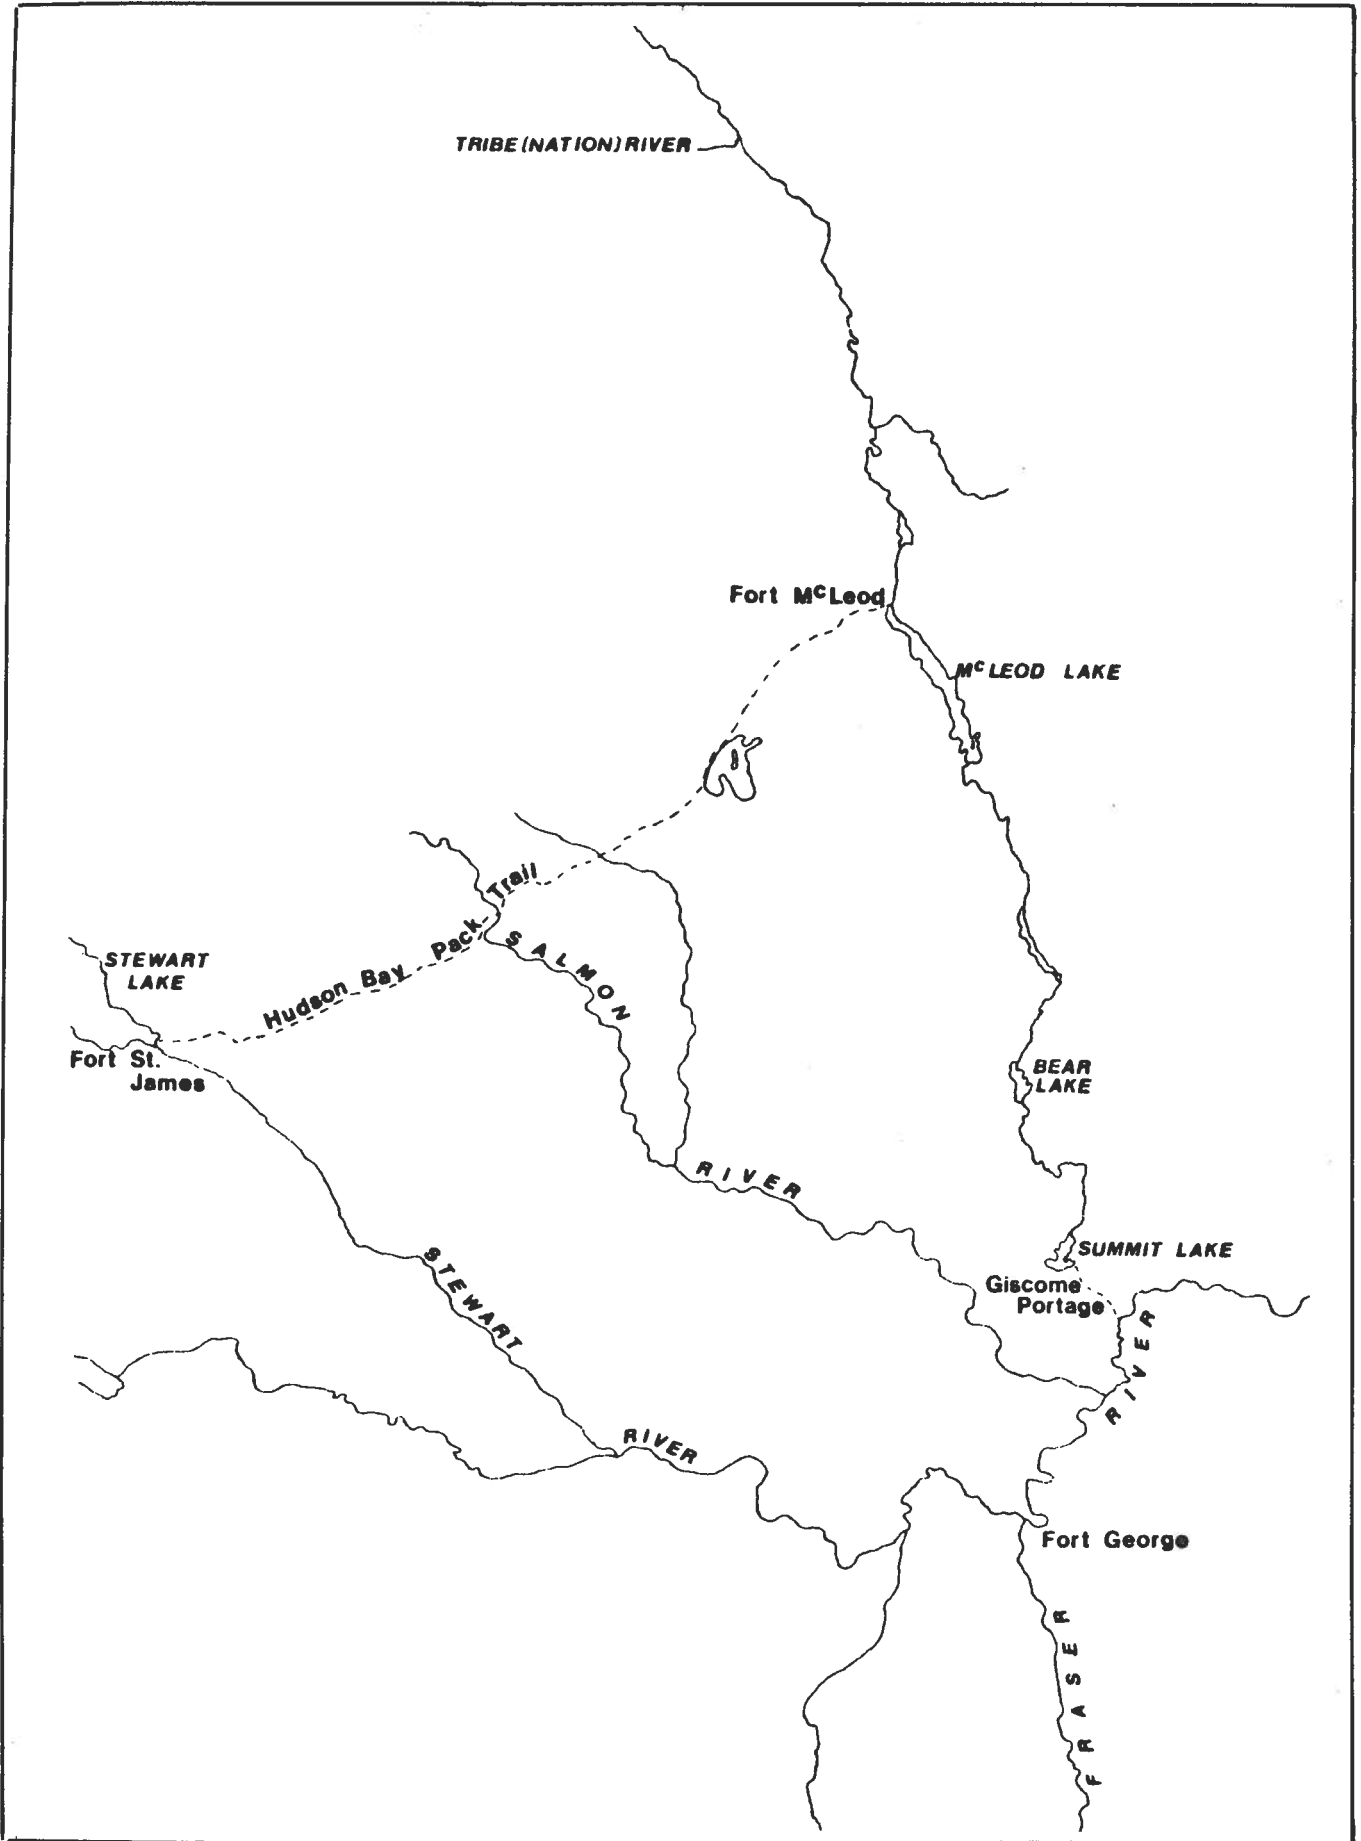 TRIBE (NATION) RIVER
Fort McLeod
McLEOD LAKE
Hudson Bay Pack Trail
STEWART
LAKE
SALMON RIVER
Fort St.
James
BEAR
LAKE
SUMMIT LAKE
Giscome
Portage
STEWART RIVER
FRASER RIVER
Fort George